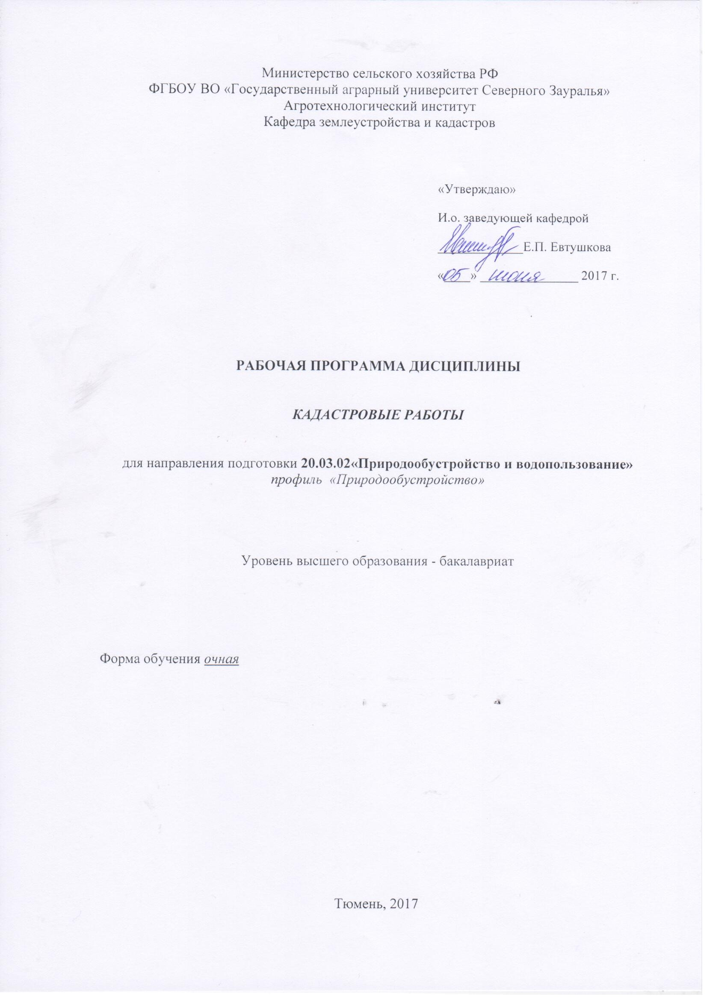 Министерство сельского хозяйства РФ
ФГБОУ ВО «Государственный аграрный университет Северного Зауралья»
Агротехнологический институт
Кафедра землеустройства и кадастров
«Утверждаю»
И.о. заведующей кафедрой
Е.П. Евтушкова
«05» июня 2017 г.
РАБОЧАЯ ПРОГРАММА ДИСЦИПЛИНЫ
КАДАСТРОВЫЕ РАБОТЫ
для направления подготовки 20.03.02«Природообустройство и водопользование»
профиль «Природообустройство»
Уровень высшего образования - бакалавриат
Форма обучения очная
Тюмень, 2017